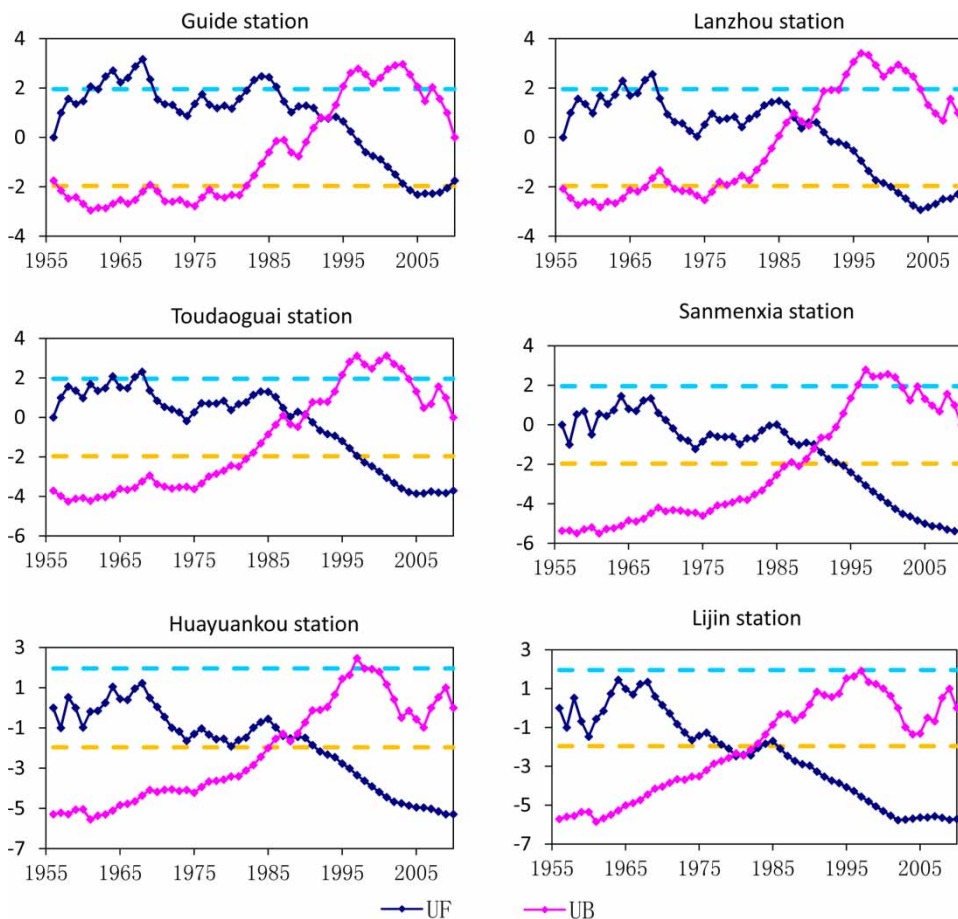 Guide station
4
2
0
-2
-4
1955 1965 1975 1985 1995 2005
Lanzhou station
4
2
0
-2
-4
1955 1965 1975 1985 1995 2005
Toudaoguai station
4
2
0
-2
-4
-6
1955 1965 1975 1985 1995 2005
Sanmenxia station
4
2
0
-2
-4
-6
1955 1965 1975 1985 1995 2005
Huayuankou station
3
1
-1
-3
-5
-7
1955 1965 1975 1985 1995 2005
Lijin station
3
1
-1
-3
-5
-7
1955 1965 1975 1985 1995 2005
UF UB